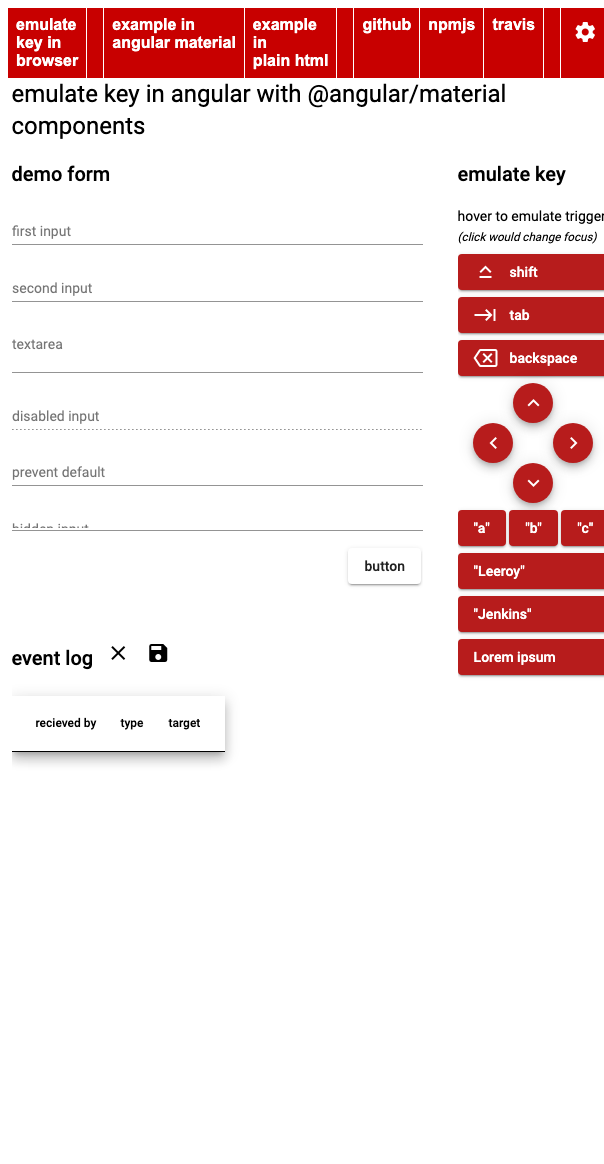 emulate
key in
browser
example in
angular material
example
in
plain html
github
npmjs
travis
emulate key in angular with @angular/material
components
demo form
first input
second input
textarea
disabled input
prevent default
hidden input
button
event log
recieved by
type
target
emulate key
hover to emulate trigger
(click would change focus)
shift
tab
backspace
"a"
"b"
"c"
"Leeroy"
"Jenkins"
Lorem ipsum